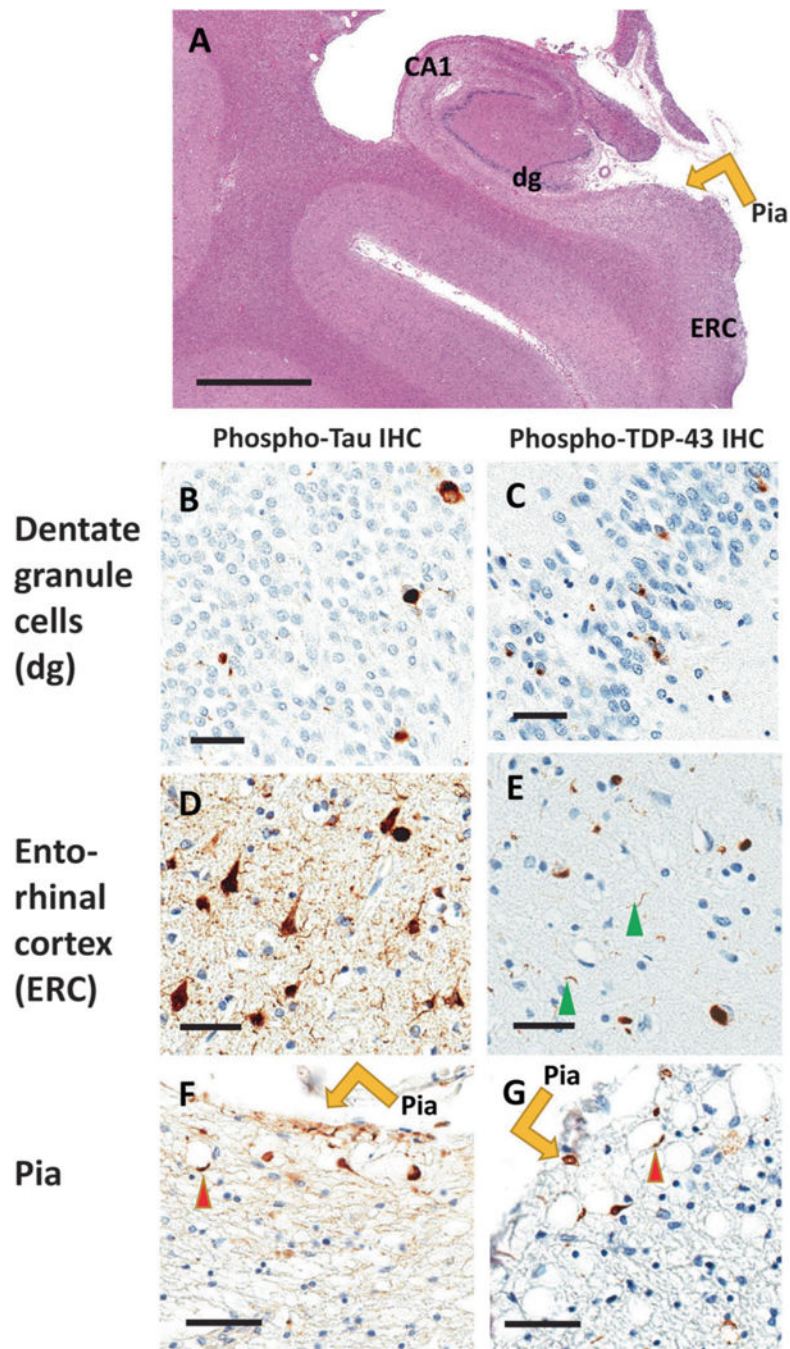 A
CA1
dg
Pia
ERC
Phospho-Tau IHC
Phospho-TDP-43 IHC
Dentate
granule
cells
(dg)
B
C
Ento-
rhinal
cortex
(ERC)
D
E
Pia
F
Pia
G
Pia